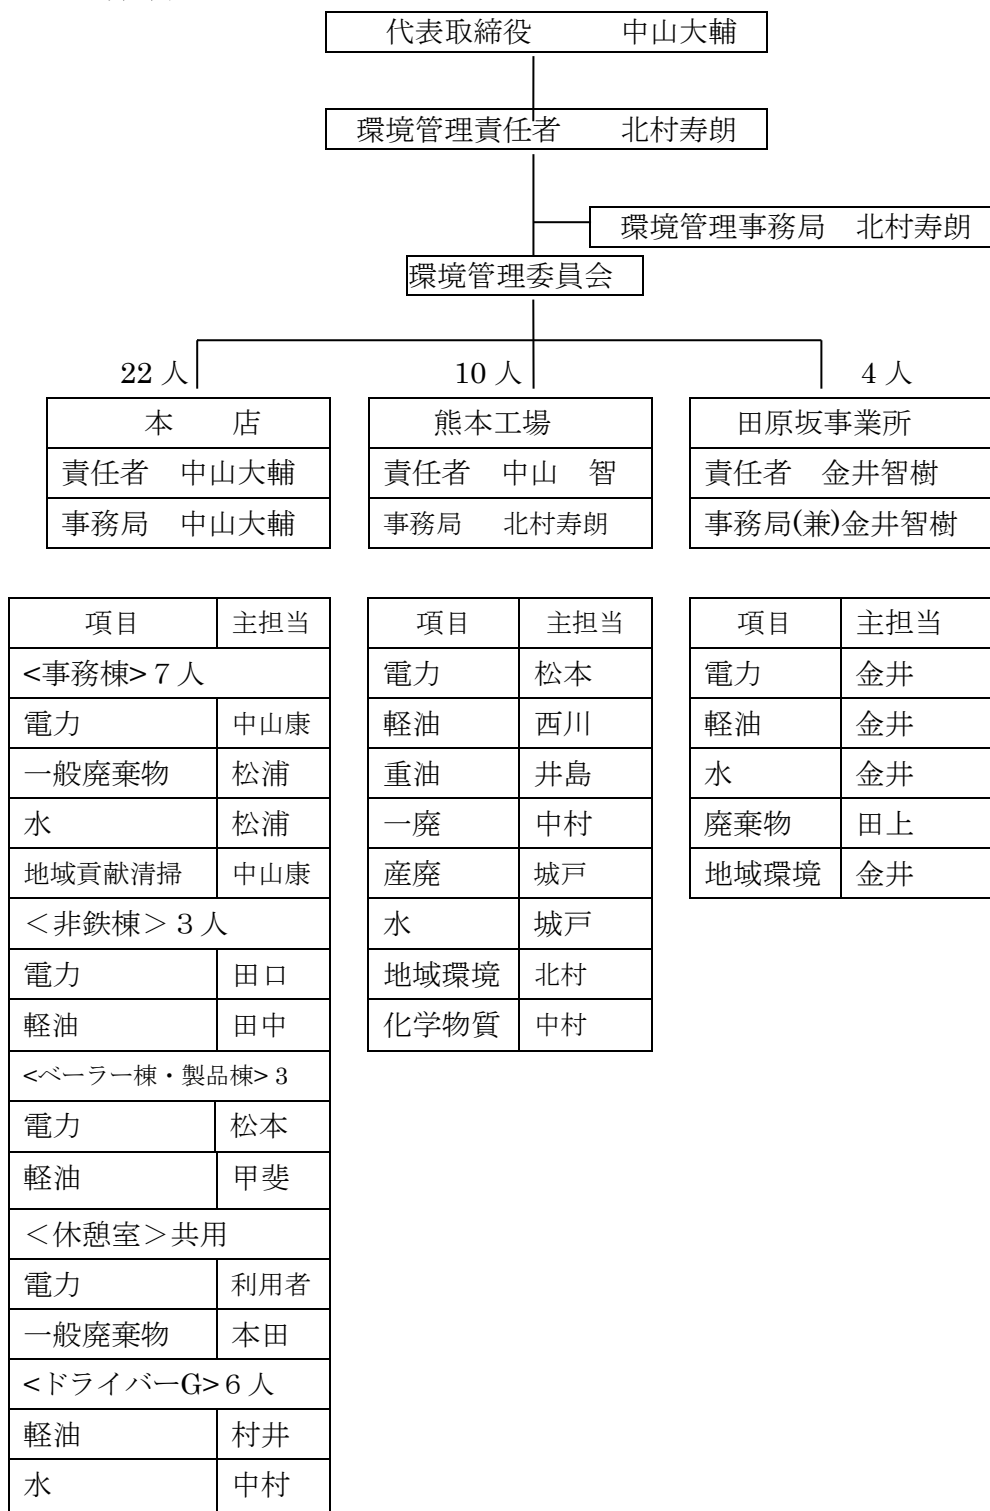 代表取締役　　中山大輔
環境管理責任者　　北村寿朗
環境管理事務局　北村寿朗
環境管理委員会
22 人
10 人
4 人
本　　店
責任者　中山大輔
事務局　中山大輔
熊本工場
責任者　中山　智
事務局　北村寿朗
田原坂事業所
責任者　金井智樹
事務局(兼)金井智樹
項目　主担当
<事務棟>７人
電力　中山康
一般廃棄物　松浦
水　松浦
地域貢献清掃　中山康
＜非鉄棟＞３人
電力　田口
軽油　田中
<ベーラー棟・製品棟>３
電力　松本
軽油　甲斐
＜休憩室＞共用
電力　利用者
一般廃棄物　本田
<ドライバーG>６人
軽油　村井
水　中村
項目　主担当
電力　松本
軽油　西川
重油　井島
一廃　中村
産廃　城戸
水　城戸
地域環境　北村
化学物質　中村
項目　主担当
電力　金井
軽油　金井
水　金井
廃棄物　田上
地域環境　金井